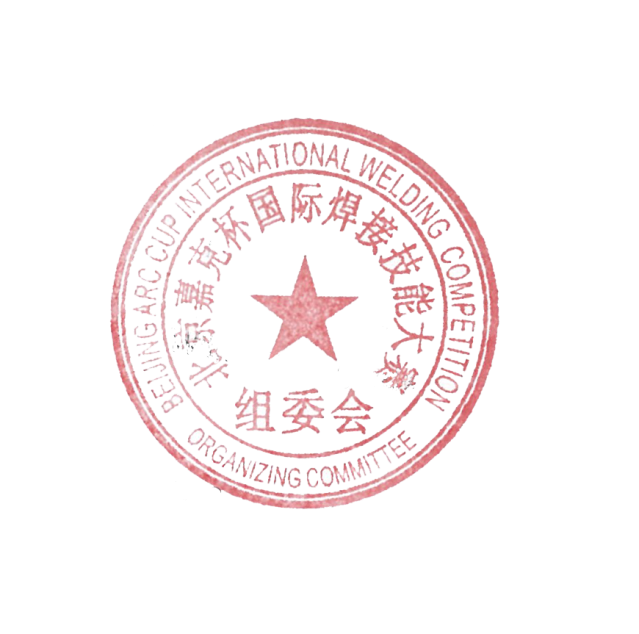 BEIJING ARC CUP INTERNATIONAL WELDING COMPETITION
北京嘉克杯国际焊接技能大赛
组委会
ORGANIZING COMMITTEE